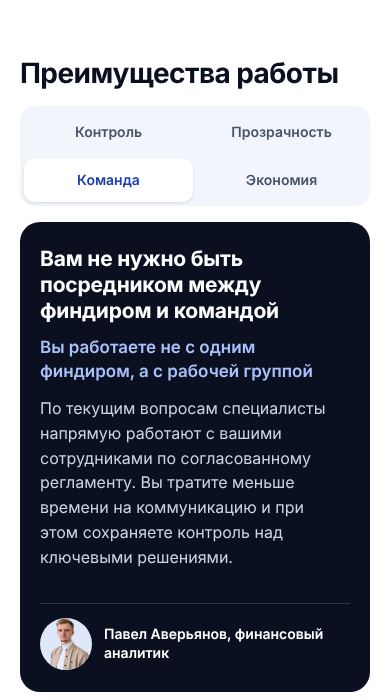 Преимущества работы
Контроль
Прозрачность
Команда
Экономия
Вам не нужно быть
посредником между
финдиром и командой
Вы работаете не с одним
финдиром, а с рабочей группой
По текущим вопросам специалисты
напрямую работают с вашими
сотрудниками по согласованному
регламенту. Вы тратите меньше
времени на коммуникацию и при
этом сохраняете контроль над
ключевыми решениями.
Павел Аверьянов, финансовый
аналитик